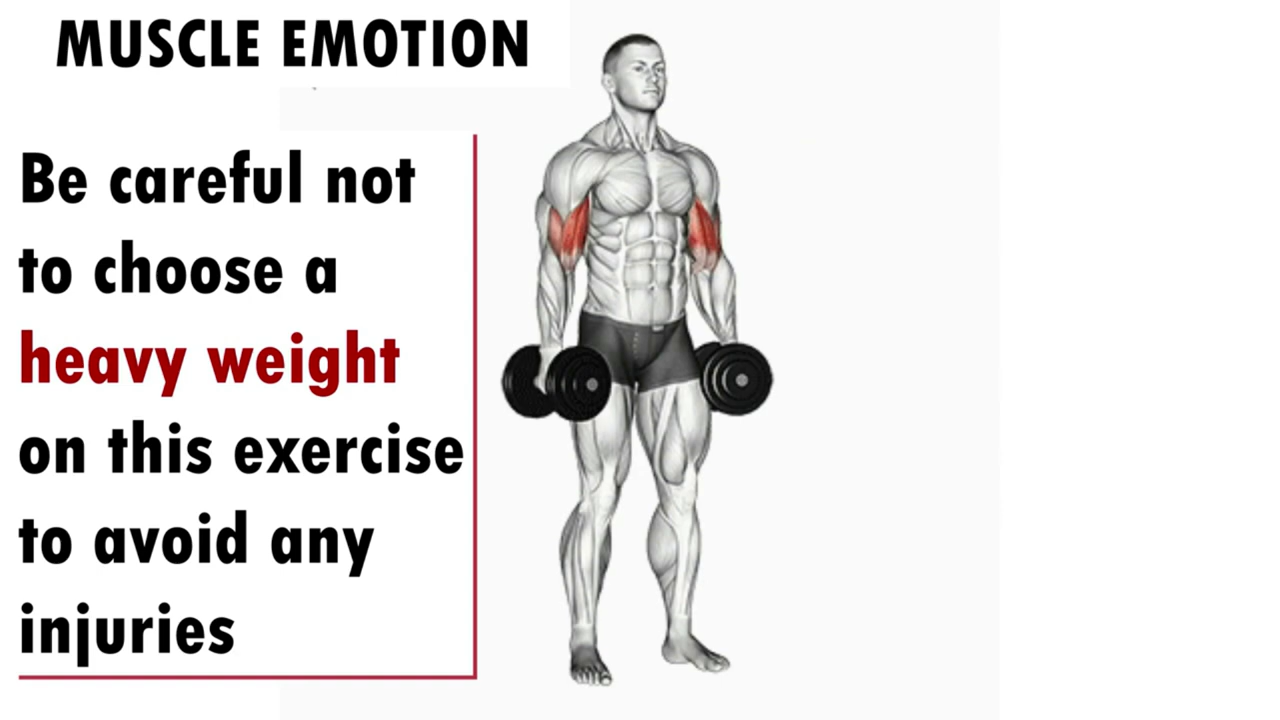 MUSCLE EMOTION
Be careful not
to choose a
heavy weight
on this exercise
to avoid any
injuries